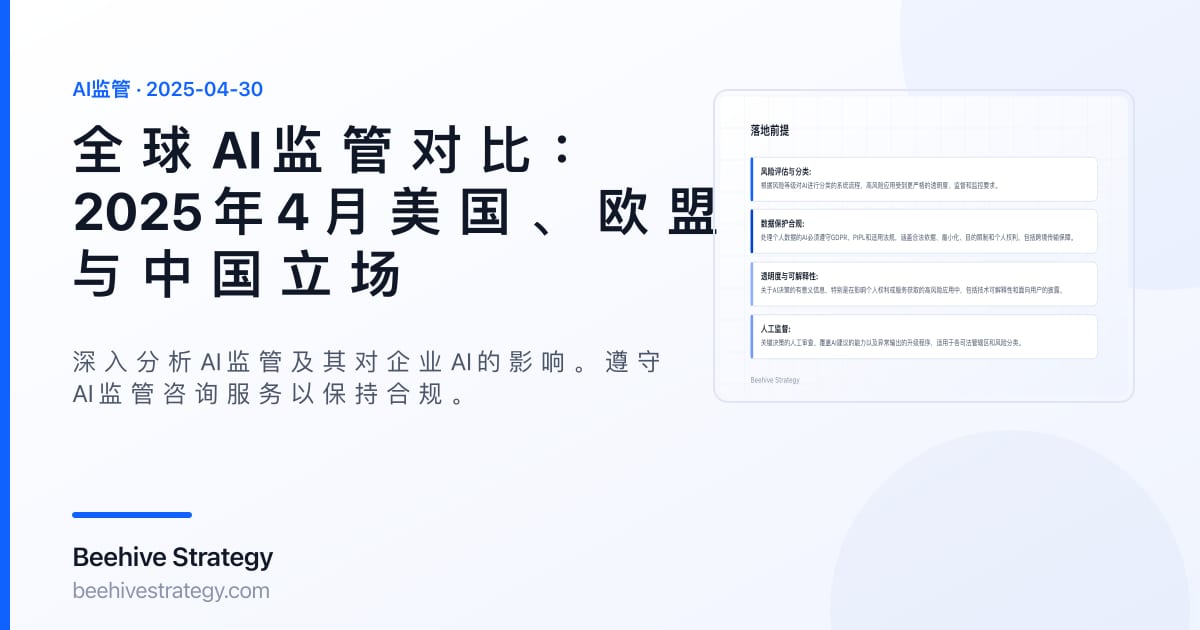 AI监管 · 2025-04-30
全球AI监管对比：
2025年4月美国、欧盟
与中国立场
深入分析AI监管及其对企业AI的影响。遵守
AI监管咨询服务以保持合规。
落地前提
风险评估与分类:
根据风险等级对AI进行分类的系统流程，高风险应用受到更严格的透明度、监督和监控要求。
数据保护合规:
处理个人数据的AI必须遵守GDPR、PIPL和适用法规，涵盖合法依据、最小化、目的限制和个人权利，包括跨境传输保障。
透明度与可解释性:
关于AI决策的有意义信息，特别是在影响个人权利或服务获取的高风险应用中，包括技术可解释性和面向用户的披露。
人工监督:
关键决策的人工审查，覆盖AI建议的能力以及异常输出的升级程序，适用于各司法管辖区和风险分类。
Beehive Strategy
Beehive Strategy
beehivestrategy.com